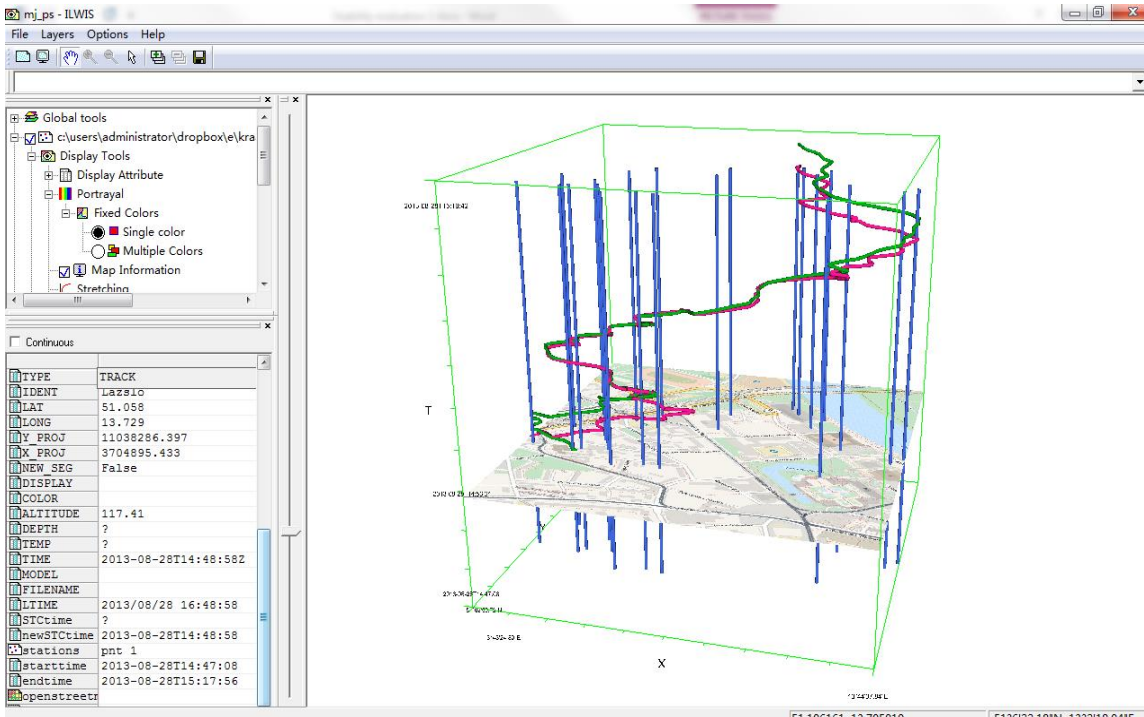 mj_ps - ILWIS
File Layers Options Help
Global tools
c:\users\administrator\dropbox\e\kra
Display Tools
Display Attribute
Portrayal
Fixed Colors
Single color
Multiple Colors
Map Information
Stretching
Continuous
TYPE TRACK
IDENT Lazslo
LAT 51.058
LONG 13.729
Y_PROJ 11038286.397
X_PROJ 3704895.433
NEW_SEG False
DISPLAY
COLOR
ALTITUDE 117.41
DEPTH ?
TEMP ?
TIME 2013-08-28T14:48:58Z
MODEL
FILENAME
LTIME 2013/08/28 16:48:58
STCtime ?
newSTCtime 2013-08-28T14:48:58
stations pnt 1
starttime 2013-08-28T14:47:08
endtime 2013-08-28T15:17:56
openstreetm
T
Y
X